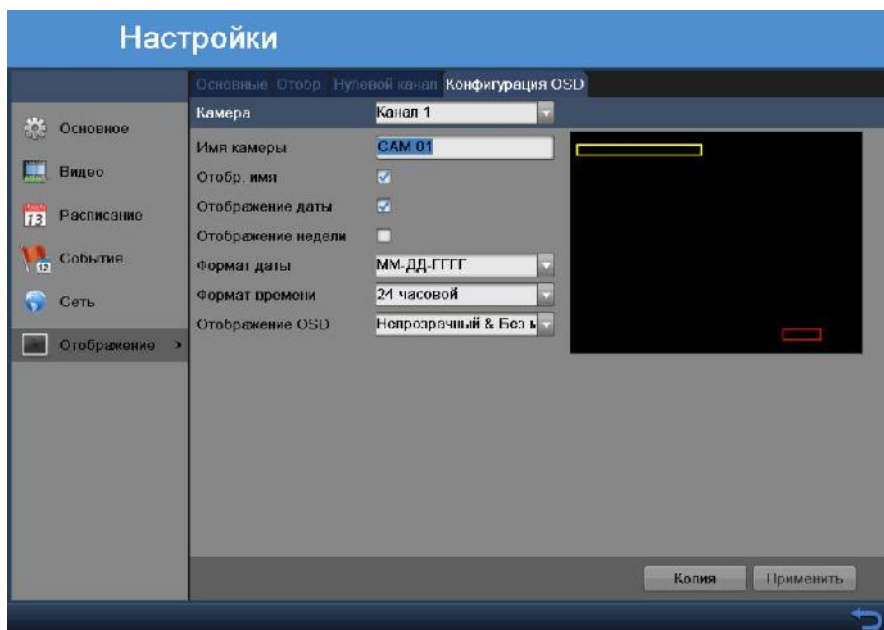 Настройки
Основные Отобр. Нулевой канал Конфигурация OSD
Камера Канал 1
Имя камеры CAM 01
Отобр. имя
Отображение даты
Отображение недели
Формат даты ММ-ДД-ГГГГ
Формат времени 24 часовой
Отображение OSD Непрозрачный & Без м
Основное
Видео
13 Расписание
12 События
Сеть
Отображение
Копия Применить